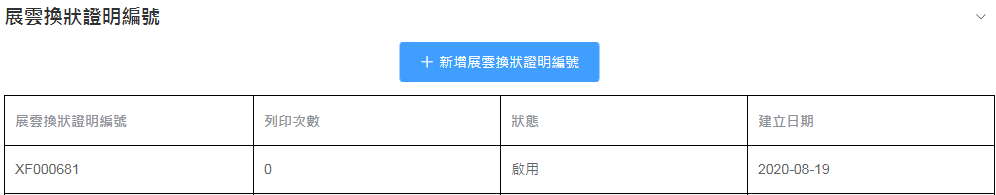 展雲換狀證明編號
+ 新增展雲換狀證明編號
展雲換狀證明編號 列印次數 狀態 建立日期
XF000681 0 啟用 2020-08-19